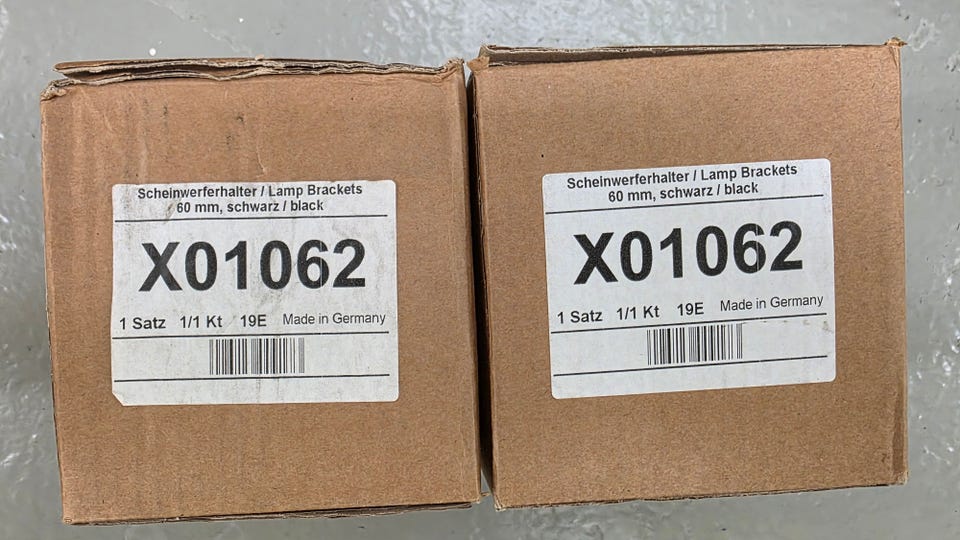 Scheinwerferhalter / Lamp Brackets
60 mm, schwarz / black
X01062
1 Satz 1/1 Kt 19E Made in Germany
Scheinwerferhalter / Lamp Brackets
60 mm, schwarz / black
X01062
1 Satz 1/1 Kt 19E Made in Germany